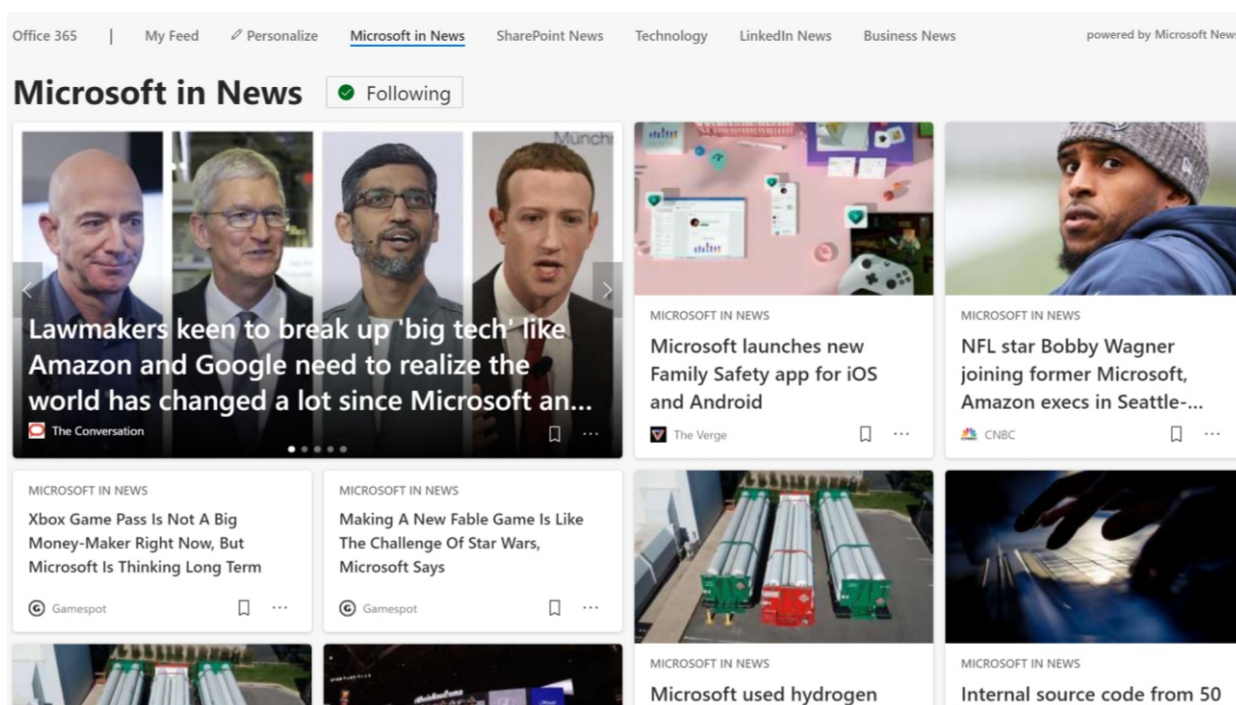 Office 365 | My Feed Personalize Microsoft in News SharePoint News Technology LinkedIn News Business News powered by Microsoft News
Microsoft in News Following
Münch
Lawmakers keen to break up 'big tech' like
Amazon and Google need to realize the
world has changed a lot since Microsoft an...
The Conversation
MICROSOFT IN NEWS
Microsoft launches new
Family Safety app for iOS
and Android
The Verge
MICROSOFT IN NEWS
NFL star Bobby Wagner
joining former Microsoft,
Amazon execs in Seattle-...
CNBC
MICROSOFT IN NEWS
Xbox Game Pass Is Not A Big
Money-Maker Right Now, But
Microsoft Is Thinking Long Term
Gamespot
MICROSOFT IN NEWS
Making A New Fable Game Is Like
The Challenge Of Star Wars,
Microsoft Says
Gamespot
MICROSOFT IN NEWS
Microsoft used hydrogen
MICROSOFT IN NEWS
Internal source code from 50